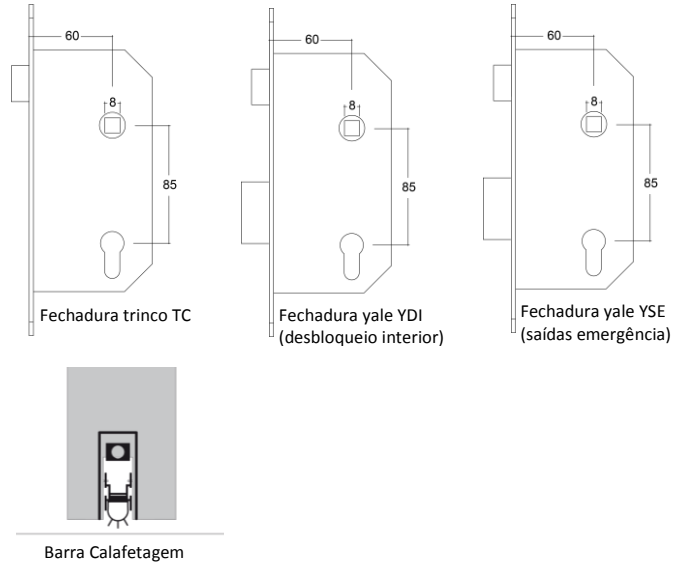 60
8
85
Fechadura trinco TC
60
8
85
Fechadura yale YDI
(desbloqueio interior)
60
8
85
Fechadura yale YSE
(saídas emergência)
Barra Calafetagem